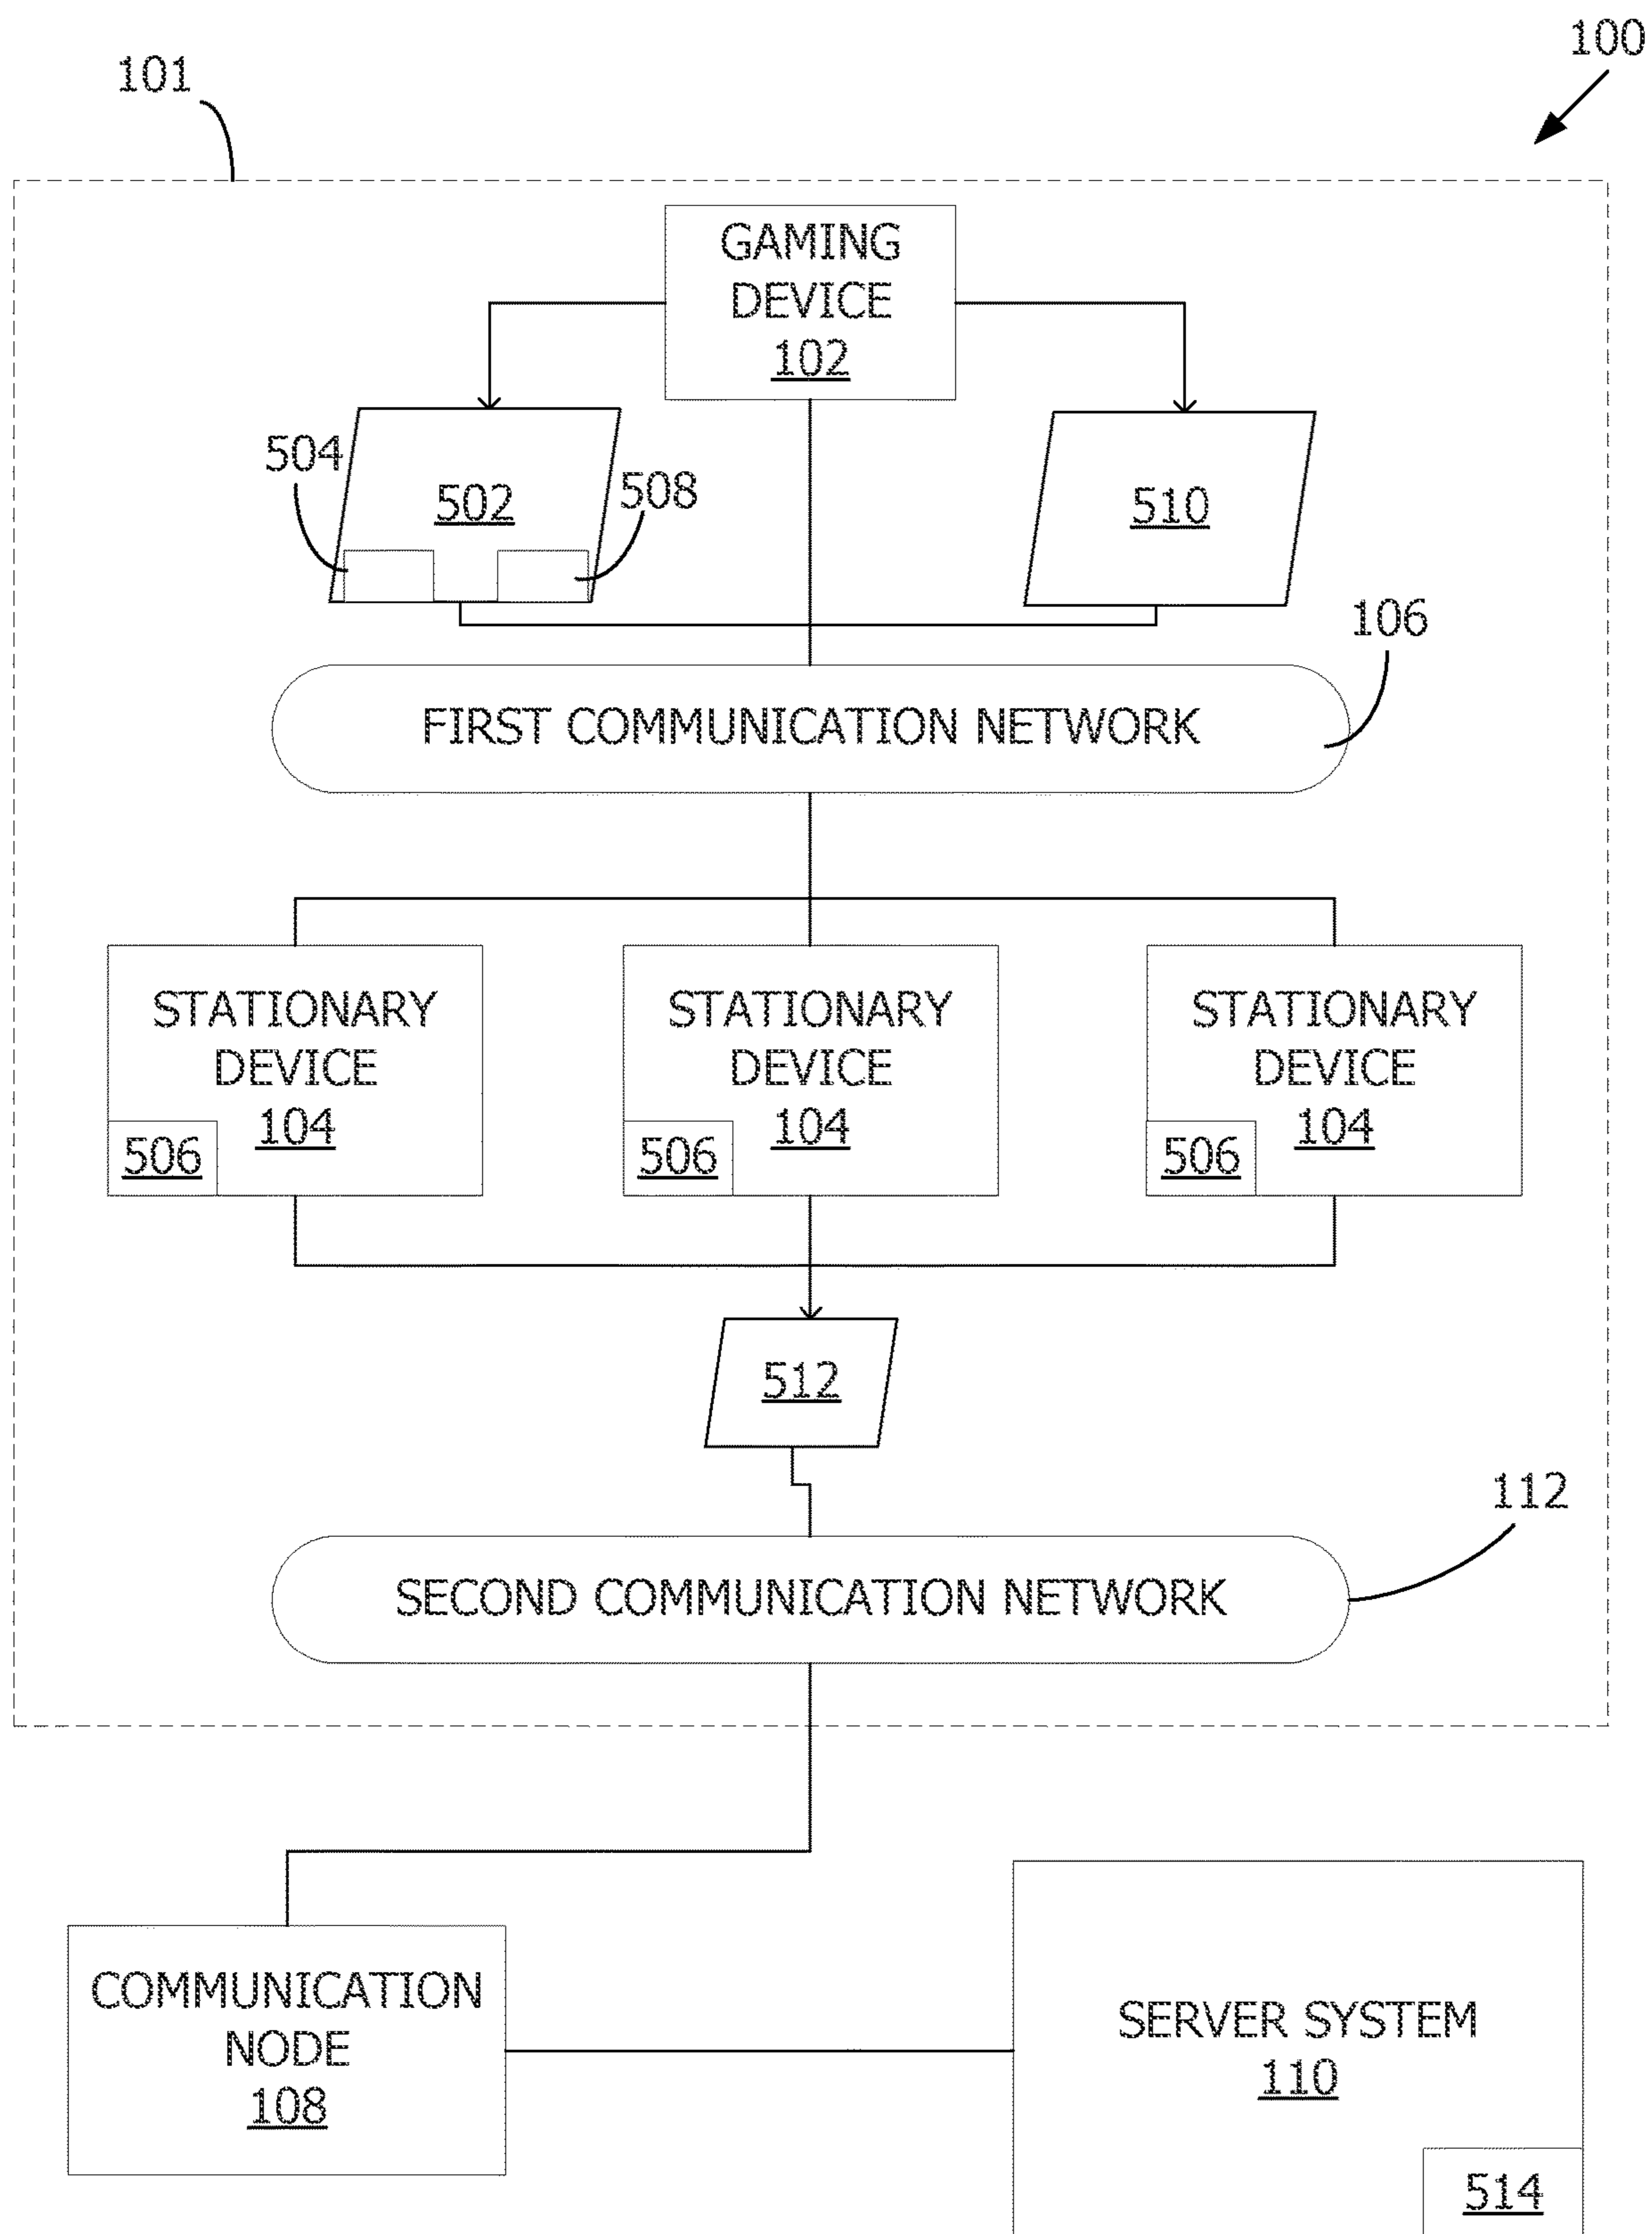 100
101
GAMING
DEVICE
102
504
502
508
510
106
FIRST COMMUNICATION NETWORK
STATIONARY
DEVICE
104
506
STATIONARY
DEVICE
104
506
STATIONARY
DEVICE
104
506
512
112
SECOND COMMUNICATION NETWORK
COMMUNICATION
NODE
108
SERVER SYSTEM
110
514